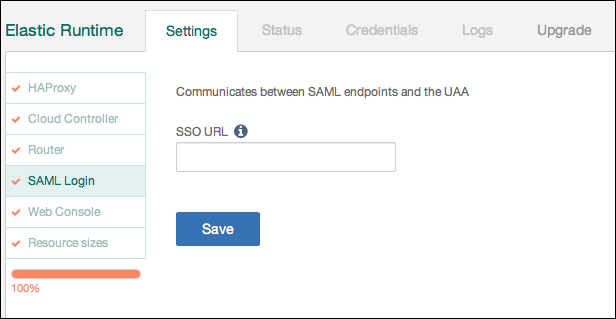 Elastic Runtime Settings Status Credentials Logs Upgrade
HAProxy
Cloud Controller
Router
SAML Login
Web Console
Resource sizes
100%
Communicates between SAML endpoints and the UAA
SSO URL
Save